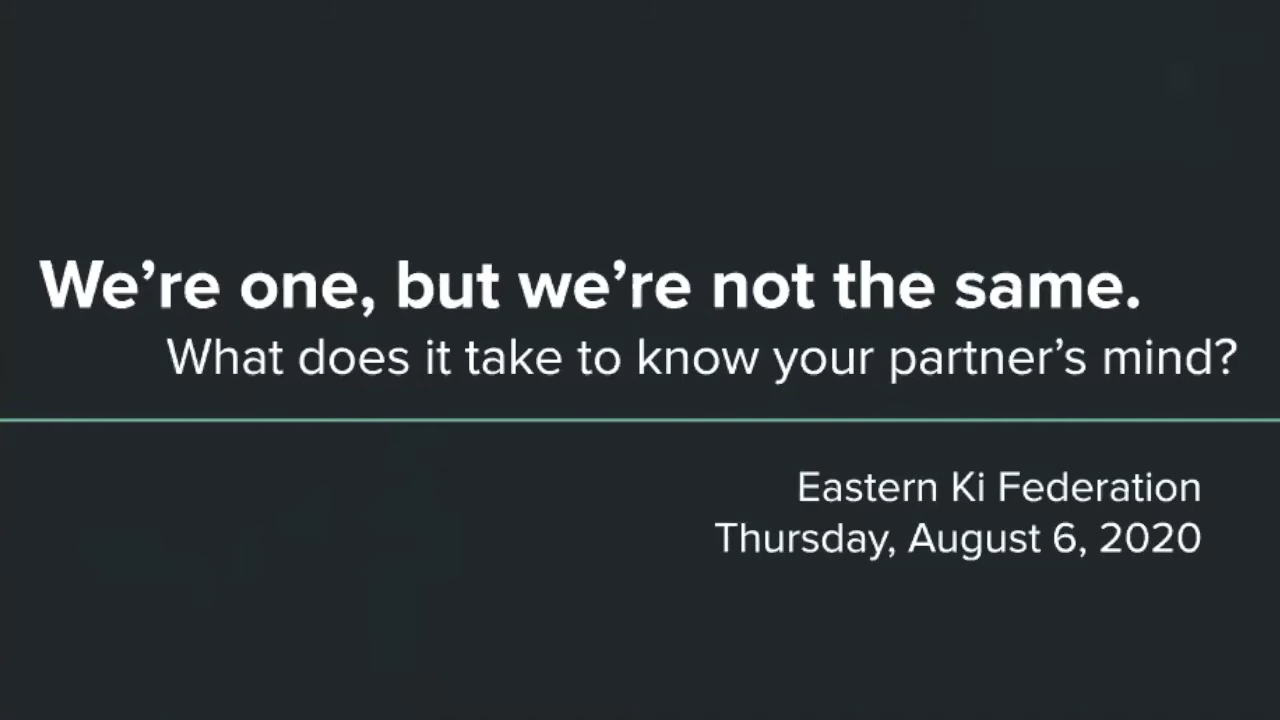 We’re one, but we’re not the same.
What does it take to know your partner’s mind?
Eastern Ki Federation
Thursday, August 6, 2020